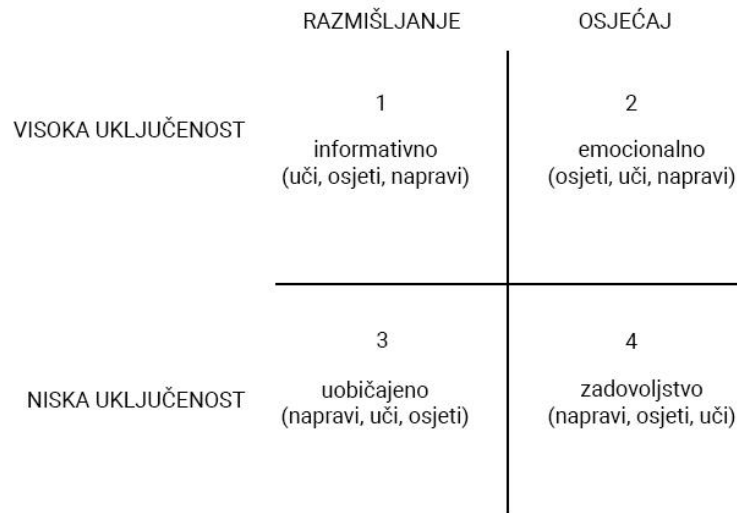 RAZMIŠLJANJE OSJEĆAJ
1 2
VISOKA UKLJUČENOST
informativno emocionalno
(uči, osjeti, napravi) (osjeti, uči, napravi)
3 4
NISKA UKLJUČENOST
uobičajeno zadovoljstvo
(napravi, uči, osjeti) (napravi, osjeti, uči)